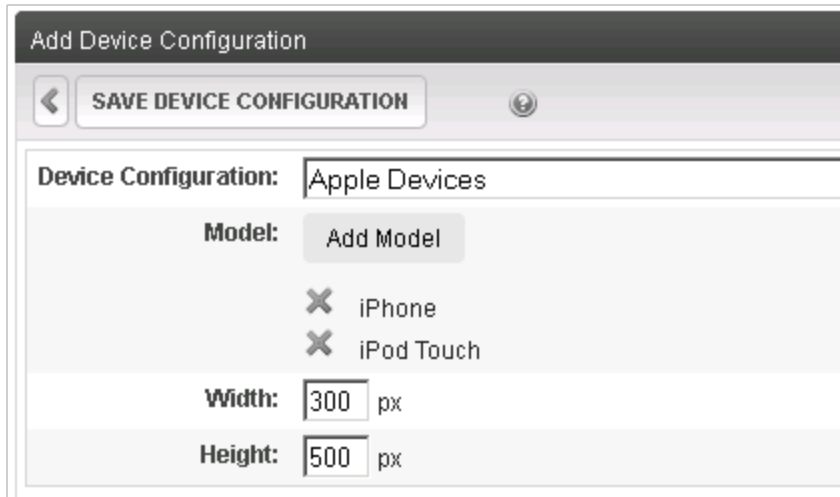 Add Device Configuration
SAVE DEVICE CONFIGURATION
Device Configuration: Apple Devices
Model: Add Model
iPhone
iPod Touch
Width: 300 px
Height: 500 px